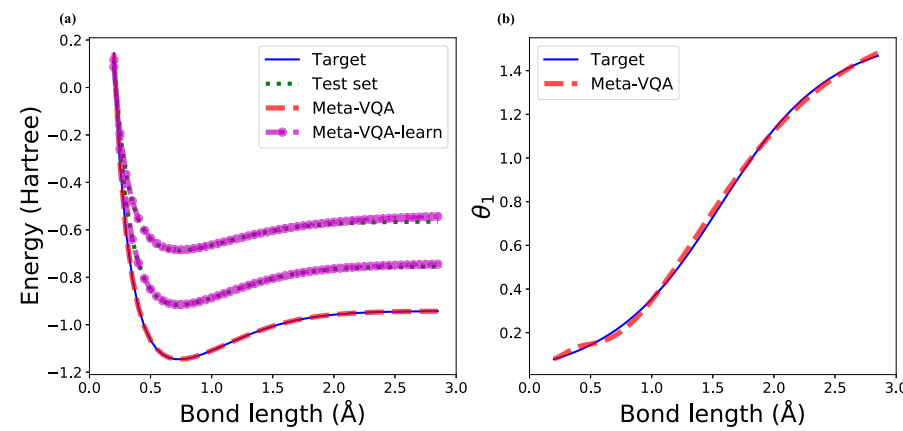 (a)
0.2
0.0
−0.2
−0.4
−0.6
−0.8
−1.0
−1.2
Energy (Hartree)
Target
Test set
Meta-VQA
Meta-VQA-learn
0.0 0.5 1.0 1.5 2.0 2.5 3.0
Bond length (Å)
(b)
1.4
1.2
1.0
0.8
0.6
0.4
0.2
θ₁
Target
Meta-VQA
0.0 0.5 1.0 1.5 2.0 2.5 3.0
Bond length (Å)